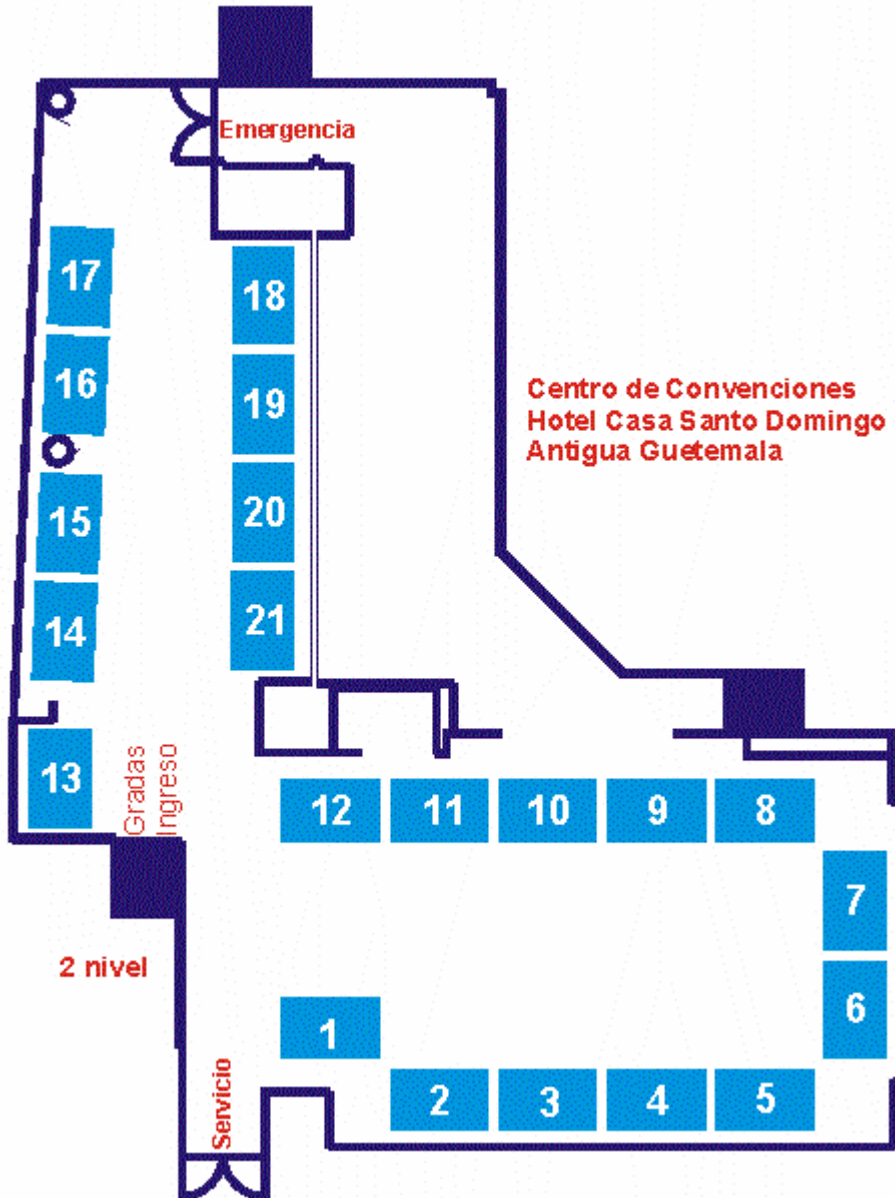 Emergencia
17
18
16
19
Centro de Convenciones
Hotel Casa Santo Domingo
Antigua Guetemala
15
20
14
21
13
Gradas
Ingreso
12
11
10
9
8
7
2 nivel
6
1
Servicio
2
3
4
5